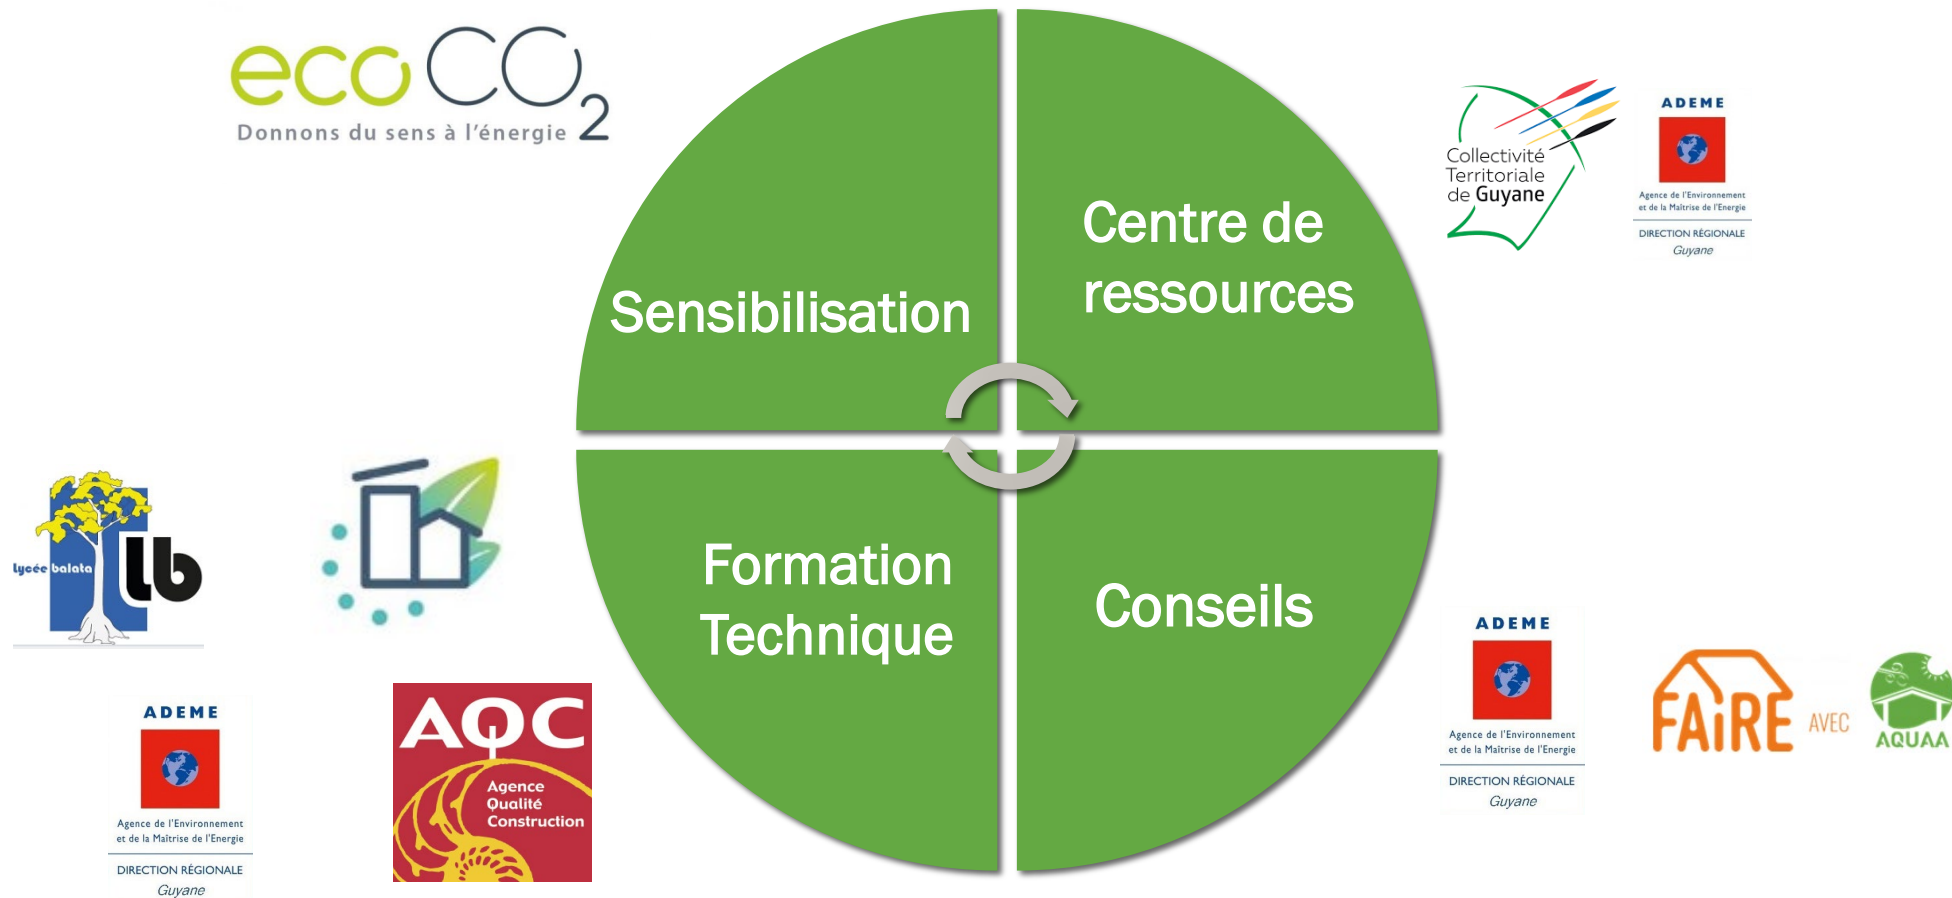 ecoCO2
Donnons du sens à l'énergie
Sensibilisation
Centre de
ressources
Collectivité
Territoriale
de Guyane
ADEME
Agence de l'Environnement
et de la Maîtrise de l'Energie
DIRECTION RÉGIONALE
Guyane
lycée balata
lb
ADEME
Agence de l'Environnement
et de la Maîtrise de l'Energie
DIRECTION RÉGIONALE
Guyane
AQC
Agence
Qualité
Construction
Formation
Technique
Conseils
ADEME
Agence de l'Environnement
et de la Maîtrise de l'Energie
DIRECTION RÉGIONALE
Guyane
FAiRE
AVEC
AQUAA